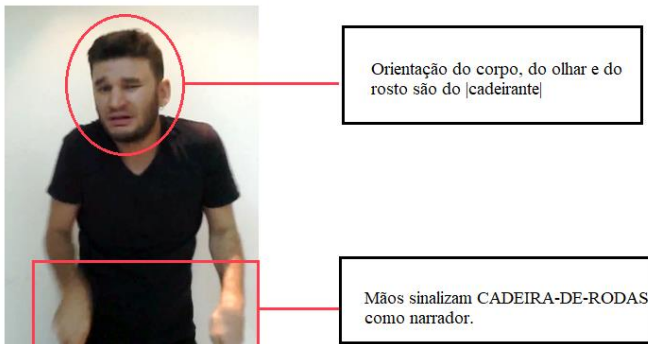 Orientação do corpo, do olhar e do
rosto são do |cadeirante|
Mãos sinalizam CADEIRA-DE-RODAS
como narrador.